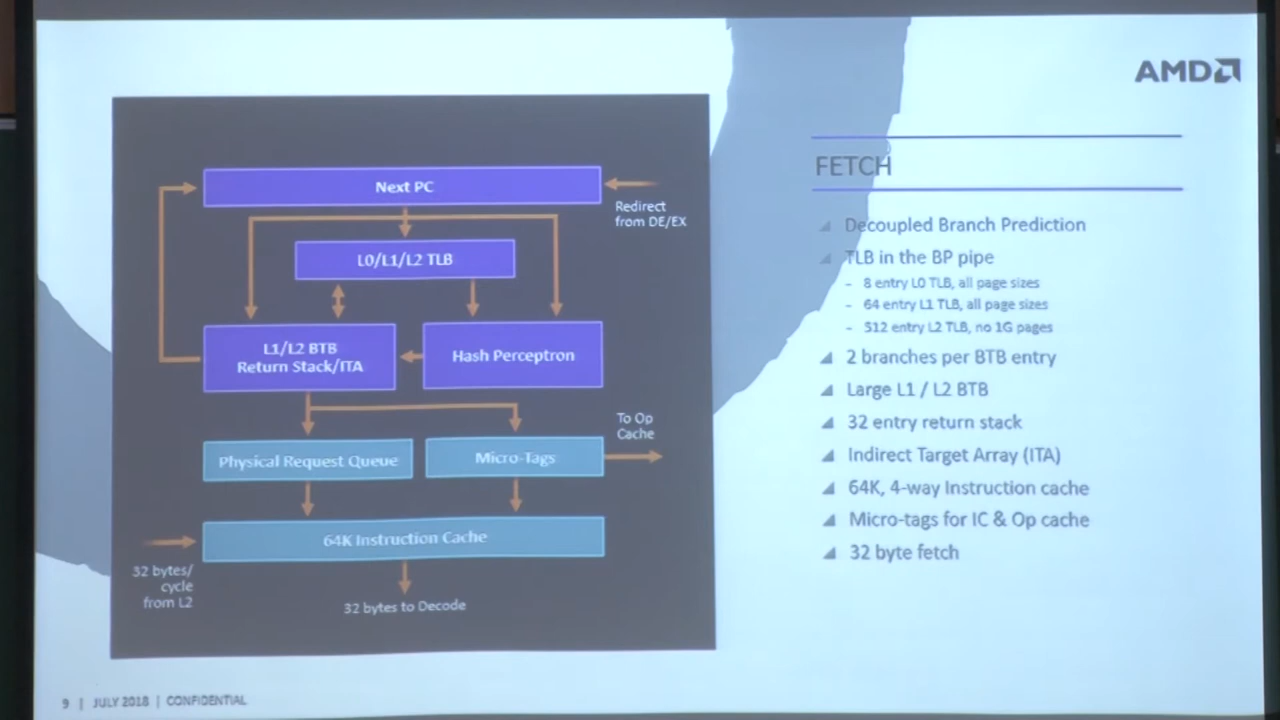 AMD
Next PC
Redirect
from DE/EX
L0/L1/L2 TLB
L1/L2 BTB
Return Stack/ITA
Hash Perceptron
To Op
Cache
Physical Request Queue
Micro-Tags
64K Instruction Cache
32 bytes/
cycle
from L2
32 bytes to Decode
FETCH
Decoupled Branch Prediction
TLB in the BP pipe
- 8 entry L0 TLB, all page sizes
- 64 entry L1 TLB, all page sizes
- 512 entry L2 TLB, no 1G pages
2 branches per BTB entry
Large L1 / L2 BTB
32 entry return stack
Indirect Target Array (ITA)
64K, 4-way Instruction cache
Micro-tags for IC & Op cache
32 byte fetch
9 | JULY 2018 | CONFIDENTIAL